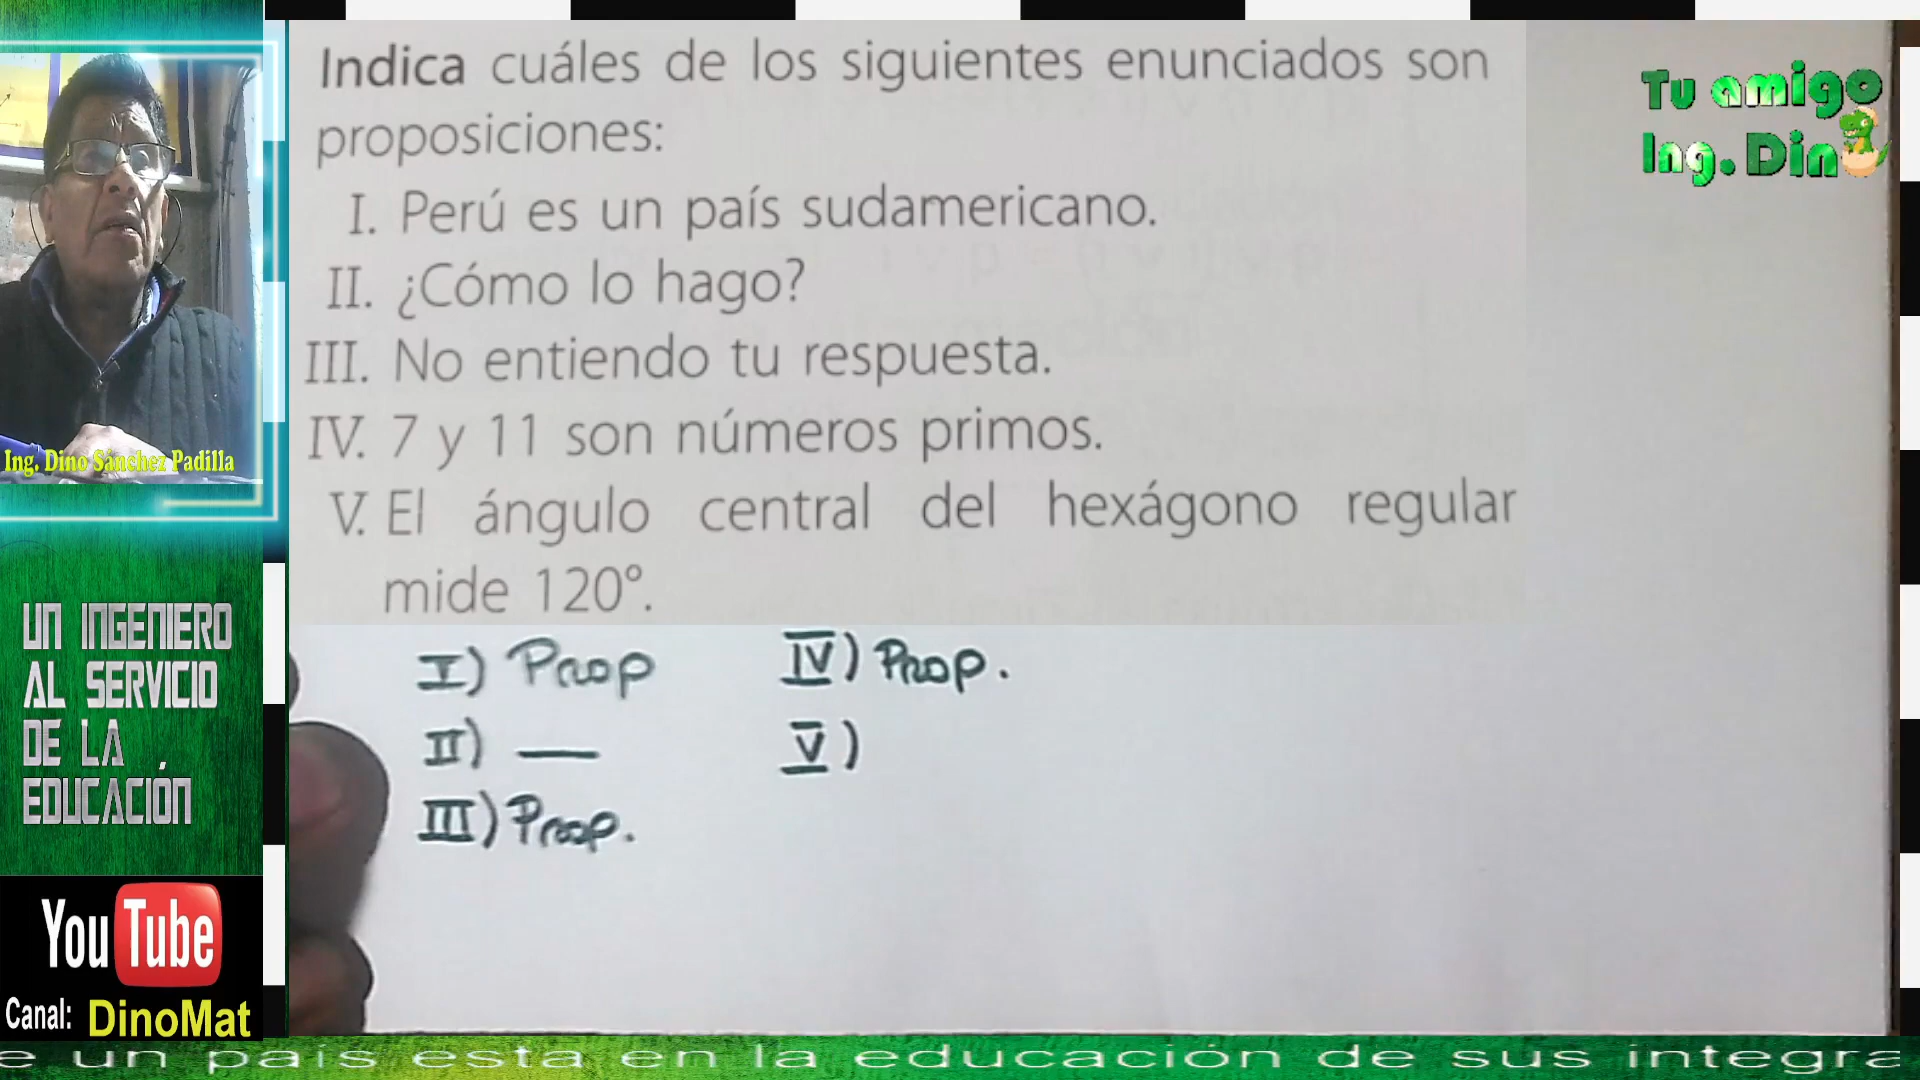 Indica cuáles de los siguientes enunciados son
proposiciones:
I. Perú es un país sudamericano.
II. ¿Cómo lo hago?
III. No entiendo tu respuesta.
IV. 7 y 11 son números primos.
V. El ángulo central del hexágono regular
mide 120°.
I) Prop
II) —
III) Prop.
IV) Prop.
V)
Tu amigo
Ing. Dino
Ing. Dino Sánchez Padilla
UN INGENIERO
AL SERVICIO
DE LA
EDUCACIÓN
YouTube
Canal: DinoMat
e un país esta en la educación de sus integra